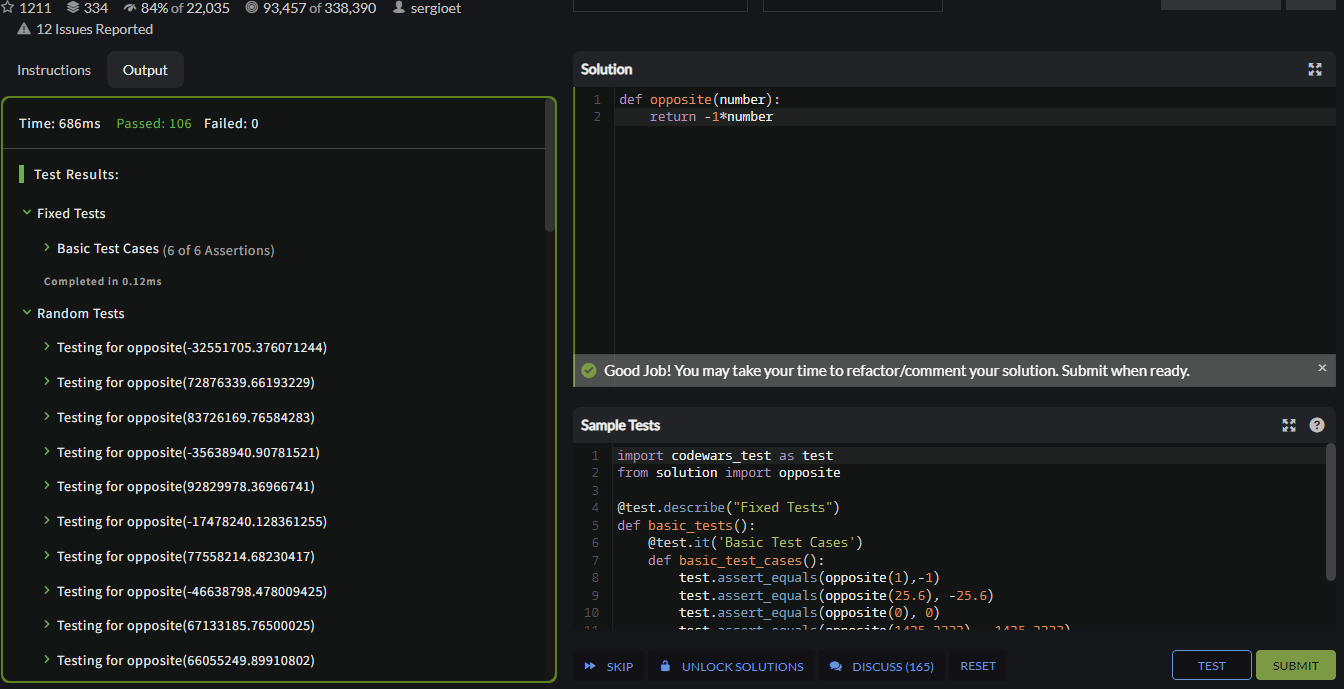 1211 334 84% of 22,035 93,457 of 338,390 sergioet
12 Issues Reported
Instructions Output
Time: 686ms Passed: 106 Failed: 0
Test Results:
Fixed Tests
Basic Test Cases (6 of 6 Assertions)
Completed in 0.12ms
Random Tests
Testing for opposite(-32551705.376071244)
Testing for opposite(72876339.66193229)
Testing for opposite(83726169.76584283)
Testing for opposite(-35638940.90781521)
Testing for opposite(92829978.36966741)
Testing for opposite(-17478240.128361255)
Testing for opposite(77558214.68230417)
Testing for opposite(-46638798.478009425)
Testing for opposite(67133185.76500025)
Testing for opposite(66055249.89910802)
Solution
1 def opposite(number):
2 return -1*number
Good Job! You may take your time to refactor/comment your solution. Submit when ready.
Sample Tests
1 import codewars_test as test
2 from solution import opposite
3
4 @test.describe("Fixed Tests")
5 def basic_tests():
6 @test.it('Basic Test Cases')
7 def basic_test_cases():
8 test.assert_equals(opposite(1),-1)
9 test.assert_equals(opposite(25.6), -25.6)
10 test.assert_equals(opposite(0), 0)
SKIP UNLOCK SOLUTIONS DISCUSS (165) RESET TEST SUBMIT